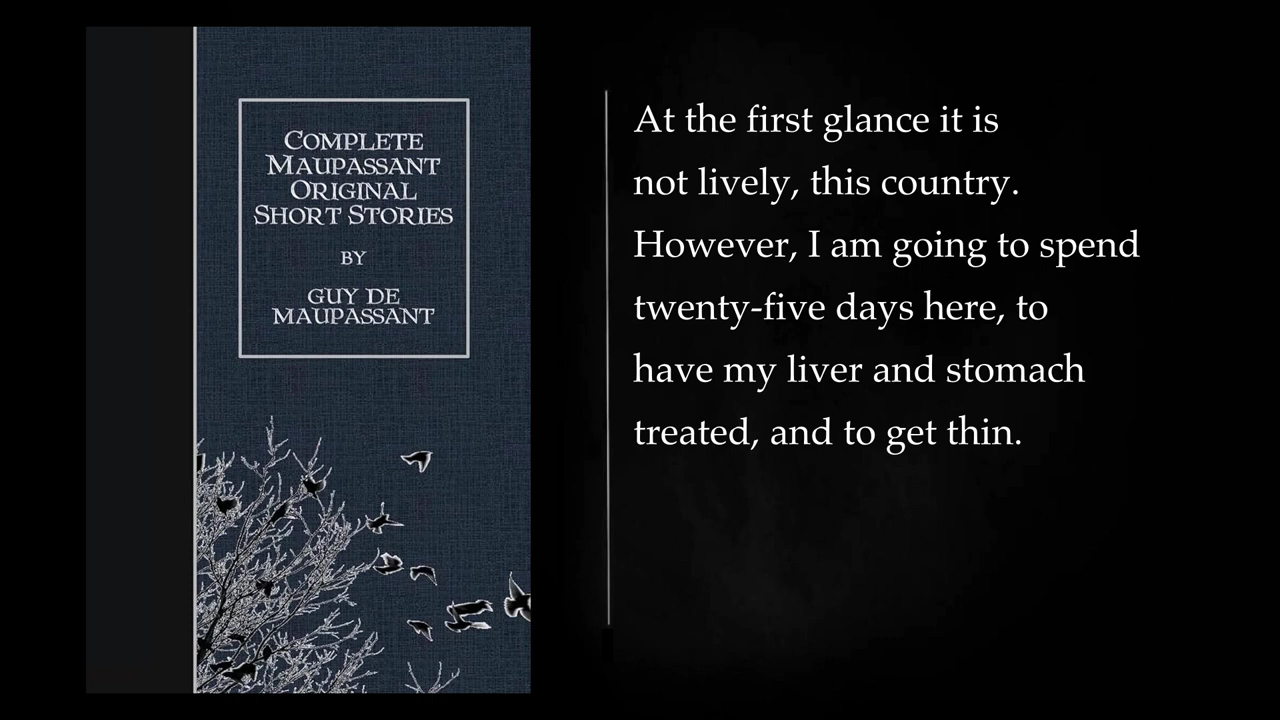 COMPLETE
MAUPASSANT
ORIGINAL
SHORT STORIES
BY
GUY DE
MAUPASSANT
At the first glance it is
not lively, this country.
However, I am going to spend
twenty-five days here, to
have my liver and stomach
treated, and to get thin.